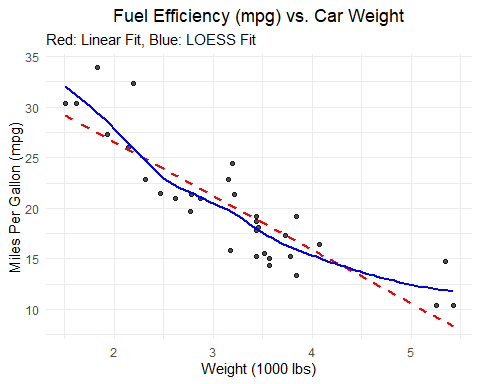 Fuel Efficiency (mpg) vs. Car Weight
Red: Linear Fit, Blue: LOESS Fit
Miles Per Gallon (mpg)
35
30
25
20
15
10
2 3 4 5
Weight (1000 lbs)